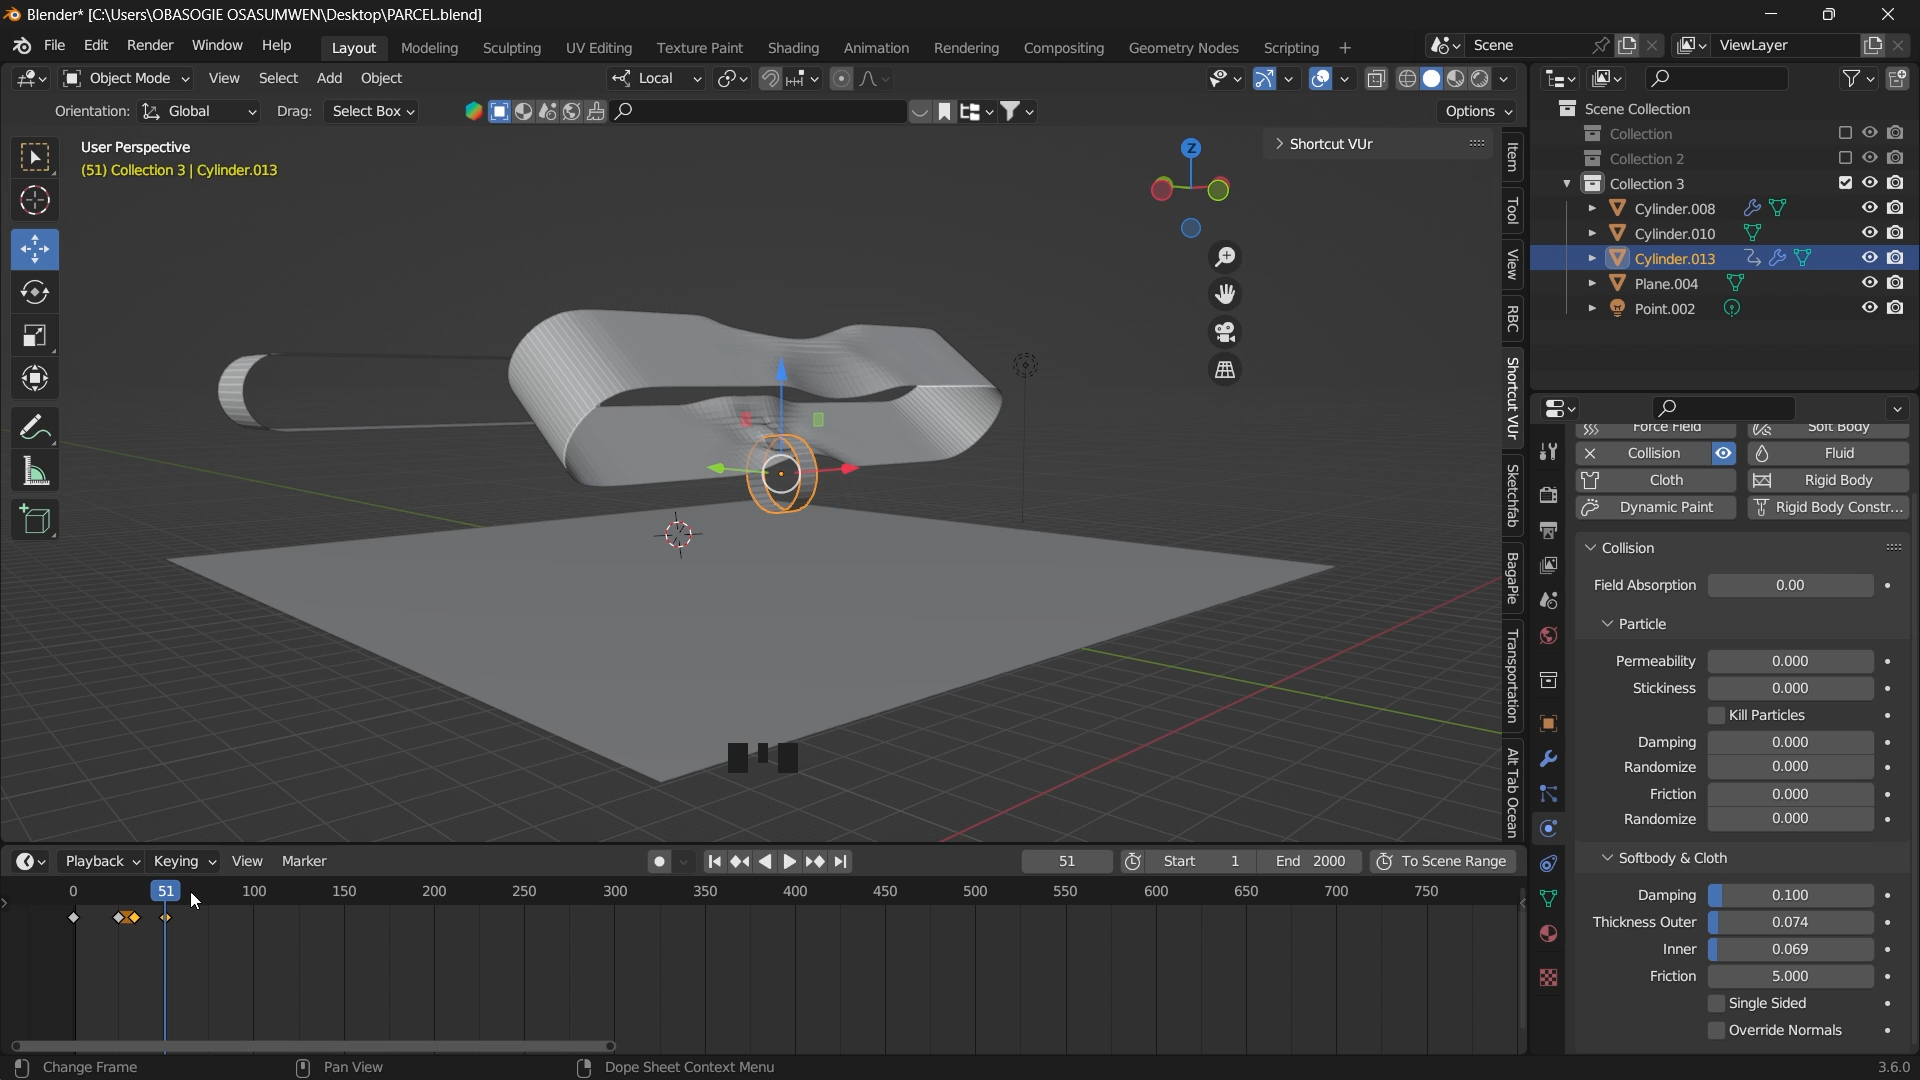 Blender* [C:\Users\OBASOGIE OSASUMWEN\Desktop\PARCEL.blend]
File Edit Render Window Help Layout Modeling Sculpting UV Editing Texture Paint Shading Animation Rendering Compositing Geometry Nodes Scripting + Scene ViewLayer
Object Mode View Select Add Object Local
Orientation: Global Drag: Select Box Options
User Perspective
(51) Collection 3 | Cylinder.013
Z
Shortcut VUr
Item
Tool
View
RBC
Shortcut VUr
Sketchfab
BagaPie
Transportation
Alt Tab Ocean
Scene Collection
Collection
Collection 2
Collection 3
Cylinder.008
Cylinder.010
Cylinder.013
Plane.004
Point.002
Force Field Soft Body
Collision Fluid
Cloth Rigid Body
Dynamic Paint Rigid Body Constr...
Collision
Field Absorption 0.00
Particle
Permeability 0.000
Stickiness 0.000
Kill Particles
Damping 0.000
Randomize 0.000
Friction 0.000
Randomize 0.000
Softbody & Cloth
Damping 0.100
Thickness Outer 0.074
Inner 0.069
Friction 5.000
Single Sided
Override Normals
Playback Keying View Marker 51 Start 1 End 2000 To Scene Range
0 51 100 150 200 250 300 350 400 450 500 550 600 650 700 750
Change Frame Pan View Dope Sheet Context Menu 3.6.0